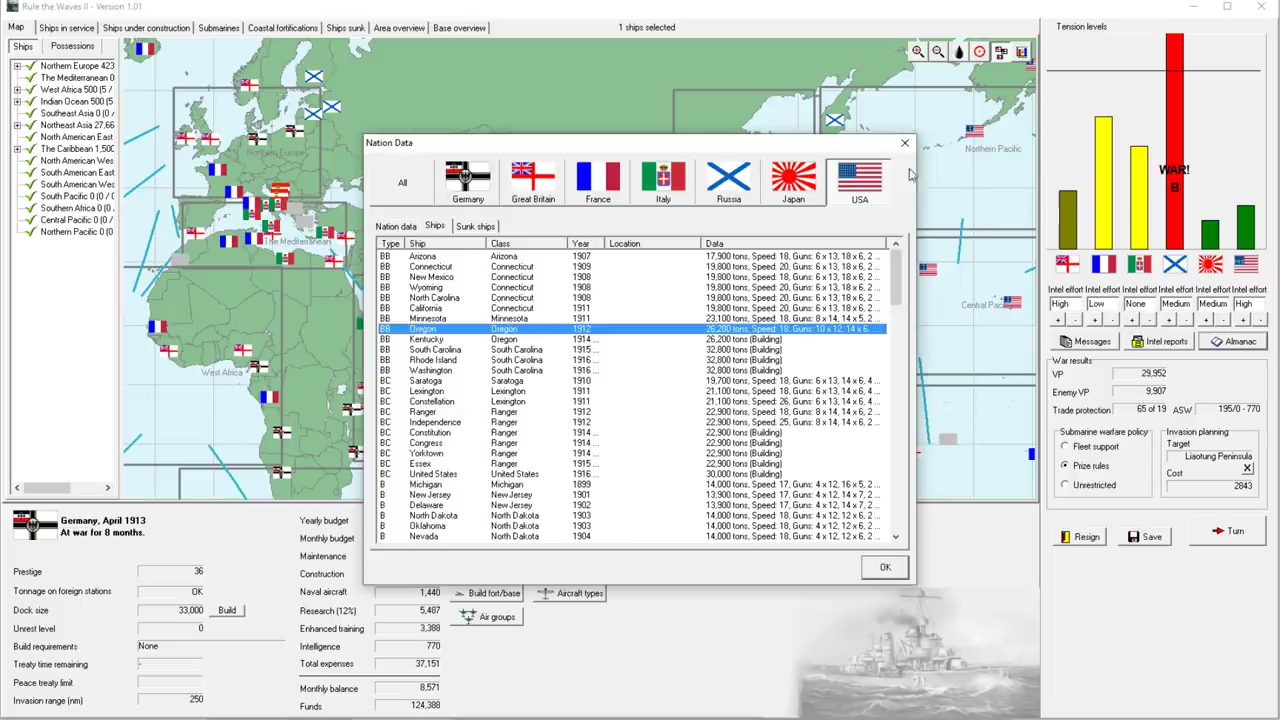 Rule the Waves II - Version 1.01
Map Ships in service Ships under construction Submarines Coastal fortifications Ships sunk Area overview Base overview 1 ships selected
Ships Possessions
Northern Europe 423
The Mediterranean 0
West Africa 500 (5 /
Indian Ocean 500 (5
Southeast Asia 0 (0 /
Northeast Asia 27,66
North American East
The Caribbean 1,500
North American West
South American East
South American West
South Pacific 0 (0 /
Southern Africa 0 (0
Central Pacific 0 (0
Northern Pacific 0 (0
Northern Europe
The Mediterranean
West Africa
Northern Pacific
Central Pa
Nation Data
All Germany Great Britain France Italy Russia Japan USA
Nation data Ships Sunk ships
Type Ship Class Year Location Data
BB Arizona Arizona 1907 17,900 tons, Speed: 18, Guns: 6 x 13, 18 x 6, 2 ...
BB Connecticut Connecticut 1909 19,800 tons, Speed: 20, Guns: 6 x 13, 14 x 6, 2 ...
BB New Mexico Connecticut 1908 19,800 tons, Speed: 20, Guns: 6 x 13, 14 x 6, 2 ...
BB Wyoming Connecticut 1908 19,800 tons, Speed: 20, Guns: 6 x 13, 14 x 6, 2 ...
BB North Carolina Connecticut 1908 19,800 tons, Speed: 20, Guns: 6 x 13, 14 x 6, 2 ...
BB California Connecticut 1911 19,800 tons, Speed: 20, Guns: 6 x 13, 14 x 6, 2 ...
BB Minnesota Minnesota 1911 23,100 tons, Speed: 18, Guns: 8 x 14, 14 x 5, 2 ...
BB Oregon Oregon 1912 26,200 tons, Speed: 18, Guns: 10 x 12, 14 x 6, ...
BB Kentucky Oregon 1914 ... 26,200 tons (Building)
BB South Carolina South Carolina 1915 ... 32,800 tons (Building)
BB Rhode Island South Carolina 1916 ... 32,800 tons (Building)
BB Washington South Carolina 1916 ... 32,800 tons (Building)
BC Saratoga Saratoga 1910 19,700 tons, Speed: 26, Guns: 6 x 13, 14 x 6, 4 ...
BC Lexington Lexington 1911 21,100 tons, Speed: 26, Guns: 6 x 13, 14 x 6, 4 ...
BC Constellation Lexington 1911 21,100 tons, Speed: 26, Guns: 6 x 13, 14 x 6, 4 ...
BC Ranger Ranger 1912 22,900 tons, Speed: 25, Guns: 8 x 14, 14 x 6, 2 ...
BC Independence Ranger 1912 22,900 tons, Speed: 25, Guns: 8 x 14, 14 x 6, 2 ...
BC Constitution Ranger 1914 ... 22,900 tons (Building)
BC Congress Ranger 1914 ... 22,900 tons (Building)
BC Yorktown Ranger 1914 ... 22,900 tons (Building)
BC Essex Ranger 1915 ... 22,900 tons (Building)
BC United States United States 1916 ... 30,000 tons (Building)
B Michigan Michigan 1899 14,000 tons, Speed: 17, Guns: 4 x 12, 16 x 5, 2 ...
B New Jersey New Jersey 1901 13,900 tons, Speed: 18, Guns: 4 x 12, 14 x 7, 2 ...
B Delaware New Jersey 1902 13,900 tons, Speed: 18, Guns: 4 x 12, 14 x 7, 2 ...
B North Dakota North Dakota 1903 14,000 tons, Speed: 18, Guns: 4 x 12, 12 x 6, 2 ...
B Oklahoma North Dakota 1903 14,000 tons, Speed: 18, Guns: 4 x 12, 12 x 6, 2 ...
B Nevada North Dakota 1904 14,000 tons, Speed: 18, Guns: 4 x 12, 12 x 6, 2 ...
OK
Tension levels
WAR!
B
Intel effort Intel effort Intel effort Intel effort Intel effort Intel effort
High Low None Medium Medium High
+ - + - + - + - + - + -
Messages Intel reports Almanac
War results
VP 29,952
Enemy VP 9,907
Trade protection 65 of 19 ASW 195/0 - 770
Submarine warfare policy
Fleet support
Prize rules
Unrestricted
Invasion planning
Target
Liaotung Peninsula
Cost X
2843
Resign Save Turn
Germany, April 1913
At war for 8 months.
Prestige 36
Tonnage on foreign stations OK
Dock size 33,000 Build
Unrest level 0
Build requirements None
Treaty time remaining -
Peace treaty limit
Invasion range (nm) 250
Yearly budget
Monthly budget
Maintenance
Construction
Naval aircraft 1,440
Research (12%) 5,487
Enhanced training 3,388
Intelligence 770
Total expenses 37,151
Monthly balance 8,571
Funds 124,388
Build fort/base Aircraft types
Air groups